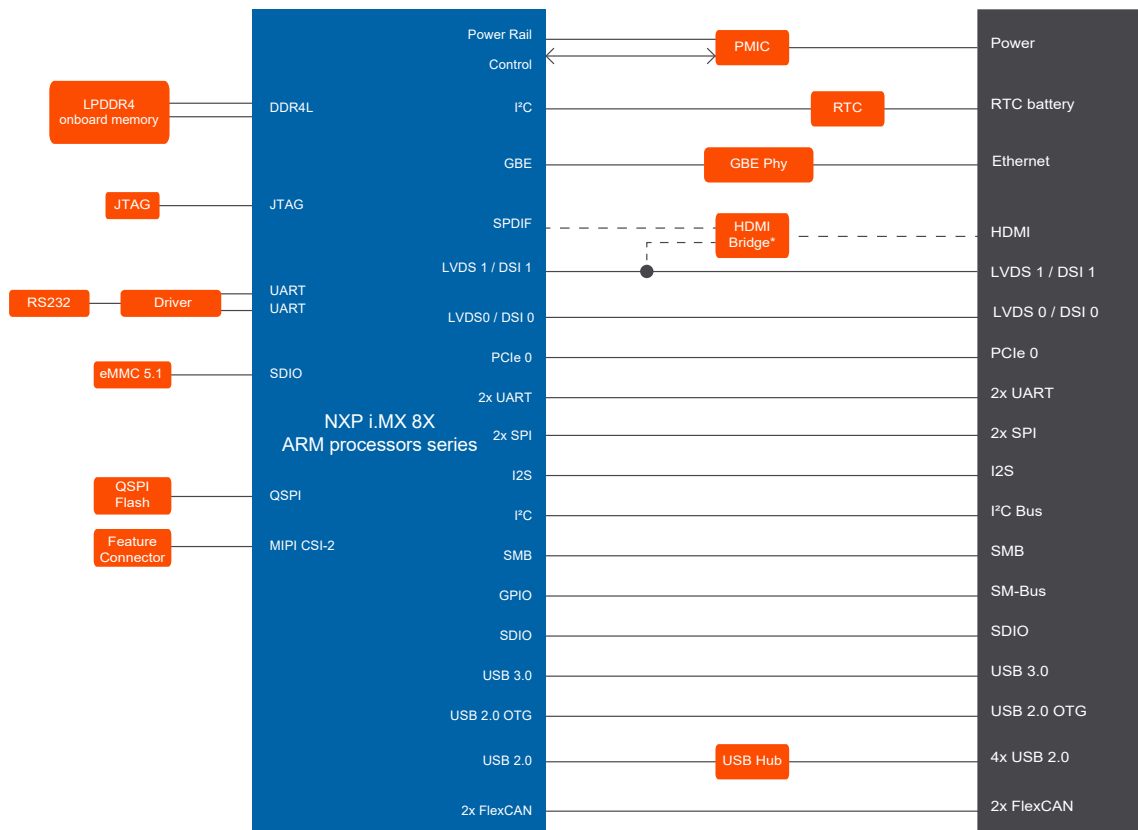 Power Rail
PMIC
Power
Control
LPDDR4
onboard memory
DDR4L
I²C
RTC
RTC battery
GBE
GBE Phy
Ethernet
JTAG
JTAG
SPDIF
HDMI
Bridge*
HDMI
LVDS 1 / DSI 1
LVDS 1 / DSI 1
RS232
Driver
UART
UART
LVDS0 / DSI 0
LVDS 0 / DSI 0
PCIe 0
PCIe 0
eMMC 5.1
SDIO
2x UART
2x UART
NXP i.MX 8X
ARM processors series
2x SPI
2x SPI
I2S
I2S
QSPI
Flash
QSPI
I²C
I²C Bus
Feature
Connector
MIPI CSI-2
SMB
SMB
GPIO
SM-Bus
SDIO
SDIO
USB 3.0
USB 3.0
USB 2.0 OTG
USB 2.0 OTG
USB 2.0
USB Hub
4x USB 2.0
2x FlexCAN
2x FlexCAN